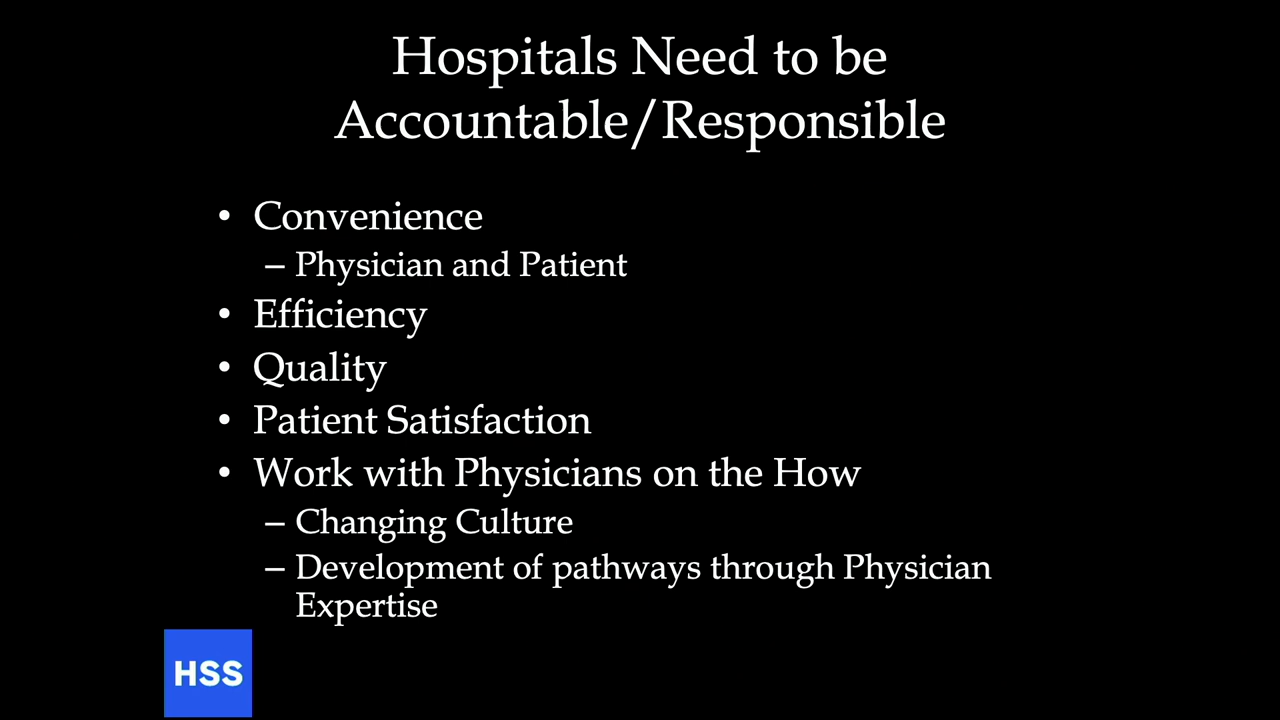 Hospitals Need to be
Accountable/Responsible
• Convenience
– Physician and Patient
• Efficiency
• Quality
• Patient Satisfaction
• Work with Physicians on the How
– Changing Culture
– Development of pathways through Physician
Expertise
HSS